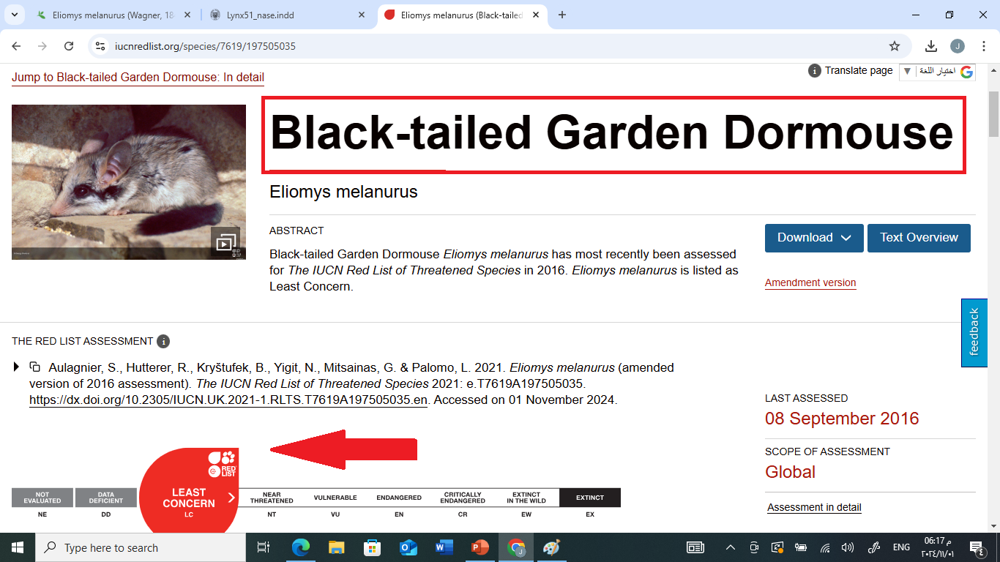 Eliomys melanurus (Wagner, 18
Lynx51_nase.indd
Eliomys melanurus (Black-tailed
iucnredlist.org/species/7619/197505035
J
Jump to Black-tailed Garden Dormouse: In detail
Translate page
اختيار اللغة
Black-tailed Garden Dormouse
Eliomys melanurus
ABSTRACT
Black-tailed Garden Dormouse Eliomys melanurus has most recently been assessed
for The IUCN Red List of Threatened Species in 2016. Eliomys melanurus is listed as
Least Concern.
Download
Text Overview
Amendment version
feedback
THE RED LIST ASSESSMENT
Aulagnier, S., Hutterer, R., Kryštufek, B., Yigit, N., Mitsainas, G. & Palomo, L. 2021. Eliomys melanurus (amended
version of 2016 assessment). The IUCN Red List of Threatened Species 2021: e.T7619A197505035.
https://dx.doi.org/10.2305/IUCN.UK.2021-1.RLTS.T7619A197505035.en. Accessed on 01 November 2024.
LAST ASSESSED
08 September 2016
SCOPE OF ASSESSMENT
Global
Assessment in detail
RED
LIST
NOT
EVALUATED
DATA
DEFICIENT
LEAST
CONCERN
NEAR
THREATENED
VULNERABLE
ENDANGERED
CRITICALLY
ENDANGERED
EXTINCT
IN THE WILD
EXTINCT
NE
DD
LC
NT
VU
EN
CR
EW
EX
Type here to search
ENG
06:17 م
٢٠٢٤/١١/٠١
٤